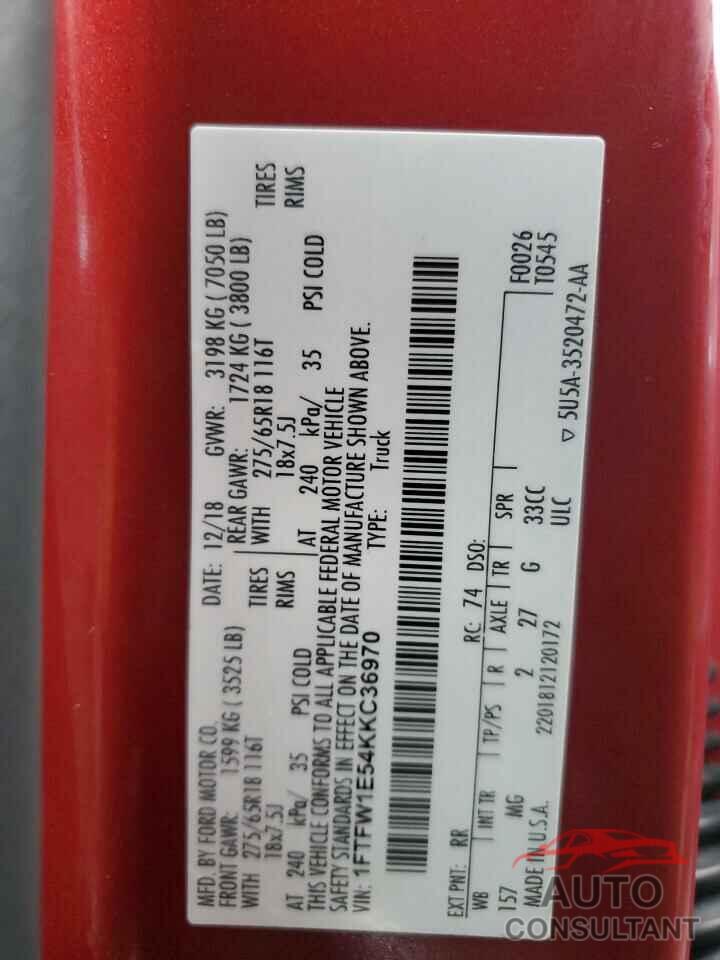 MFD. BY FORD MOTOR CO. DATE: 12/18 GVWR: 3198 KG ( 7050 LB)
FRONT GAWR: 1599 KG ( 3525 LB) REAR GAWR: 1724 KG ( 3800 LB)
WITH 275/65R18 116T TIRES WITH 275/65R18 116T TIRES
18x7.5J RIMS 18x7.5J RIMS
AT 240 kPa/ 35 PSI COLD AT 240 kPa/ 35 PSI COLD
THIS VEHICLE CONFORMS TO ALL APPLICABLE FEDERAL MOTOR VEHICLE
SAFETY STANDARDS IN EFFECT ON THE DATE OF MANUFACTURE SHOWN ABOVE.
VIN: 1FTFW1E54KKC36970 TYPE: Truck
EXT PNT: RR RC: 74 DSO: F0026
T0545
WB INT TR TP/PS R AXLE TR SPR
157 MG 2 27 G 33CC
MADE IN U.S.A. 2201812120172 ULC
▽ 5U5A-3520472-AA
AUTO
CONSULTANT